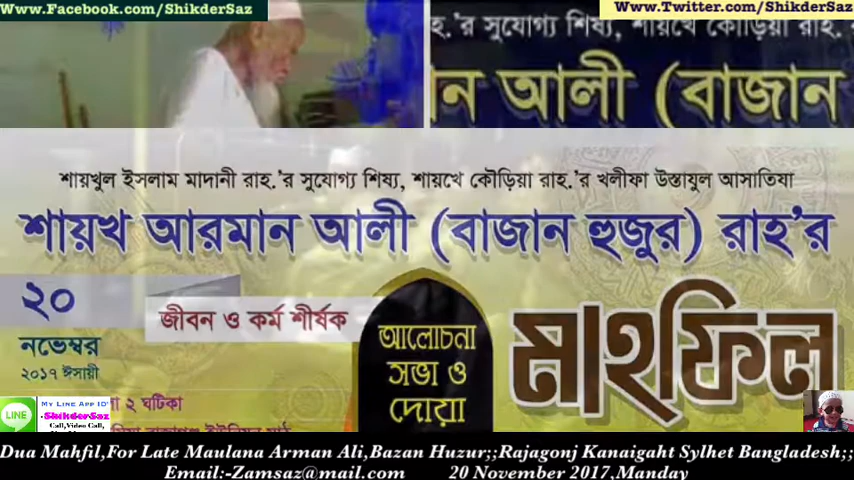 Www.Facebook.com/ShikderSaz
Www.Twitter.com/ShikderSaz
হ.'র সুযোগ্য শিষ্য, শায়খে কৌড়িয়া রাহ.'
ান আলী (বাজান
শায়খুল ইসলাম মাদানী রাহ.'র সুযোগ্য শিষ্য, শায়খে কৌড়িয়া রাহ.'র খলীফা উস্তাযুল আসাতিযা
শায়খ আরমান আলী (বাজান হুজুর) রাহ'র
২০
নভেম্বর
২০১৭ ঈসায়ী
জীবন ও কর্ম শীর্ষক
আলোচনা
সভা ও
দোয়া
মাহফিল
২ ঘটিকা
LINE
My Line App ID
ShikderSaz
Call,Video Call,
Dua Mahfil,For Late Maulana Arman Ali,Bazan Huzur;;Rajagonj Kanaigaht Sylhet Bangladesh;;
Email:-Zamsaz@mail.com 20 November 2017,Manday